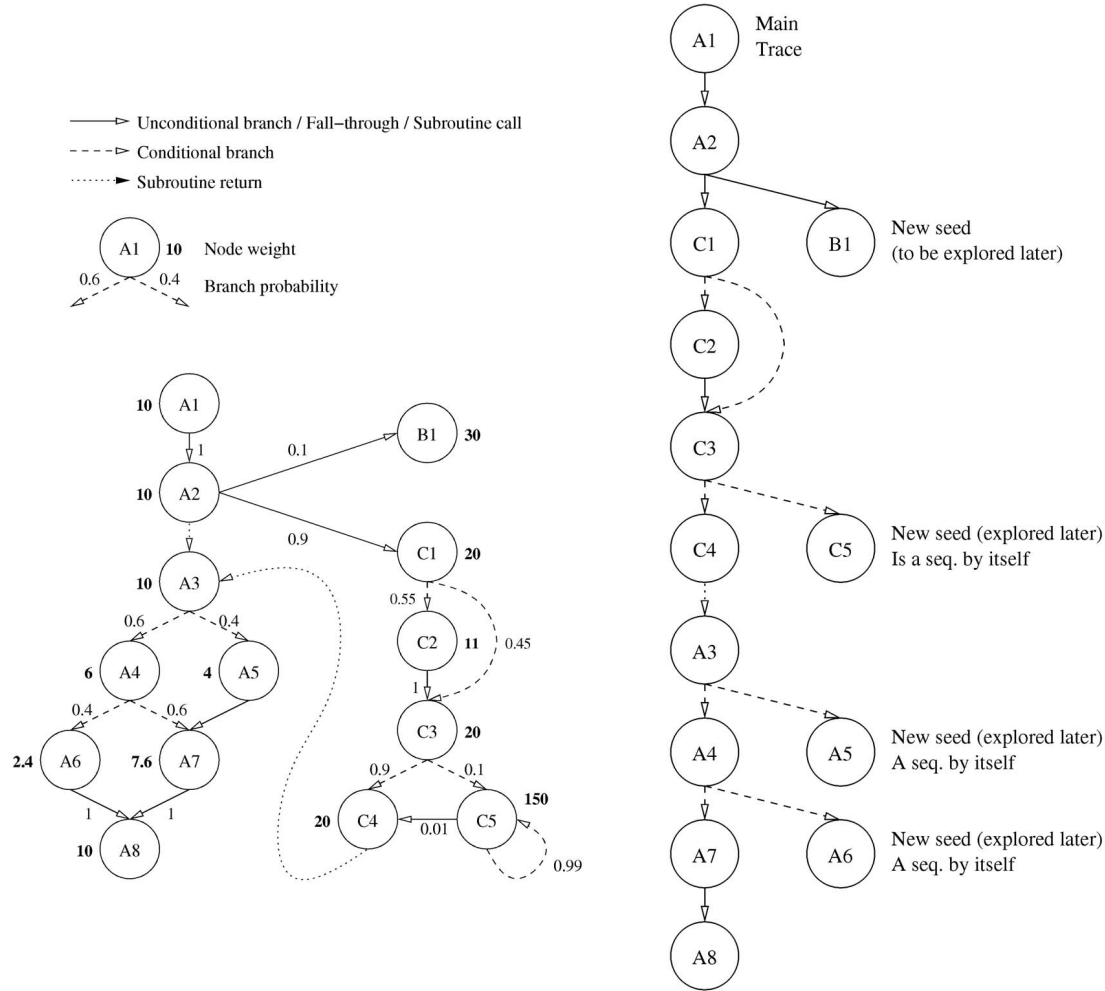 Unconditional branch / Fall−through / Subroutine call
Conditional branch
Subroutine return
A1 10 Node weight
0.6 0.4 Branch probability
10 A1
1
10 A2
0.1
B1 30
0.9
C1 20
10 A3
0.55
0.45
C2 11
0.6 0.4
6 A4
4 A5
1
0.4 0.6
C3 20
2.4 A6
7.6 A7
0.9 0.1
150
20 C4
0.01
C5
0.99
1 1
10 A8
A1
Main
Trace
A2
C1
B1
New seed
(to be explored later)
C2
C3
C4
C5
New seed (explored later)
Is a seq. by itself
A3
A4
A5
New seed (explored later)
A seq. by itself
A7
A6
New seed (explored later)
A seq. by itself
A8